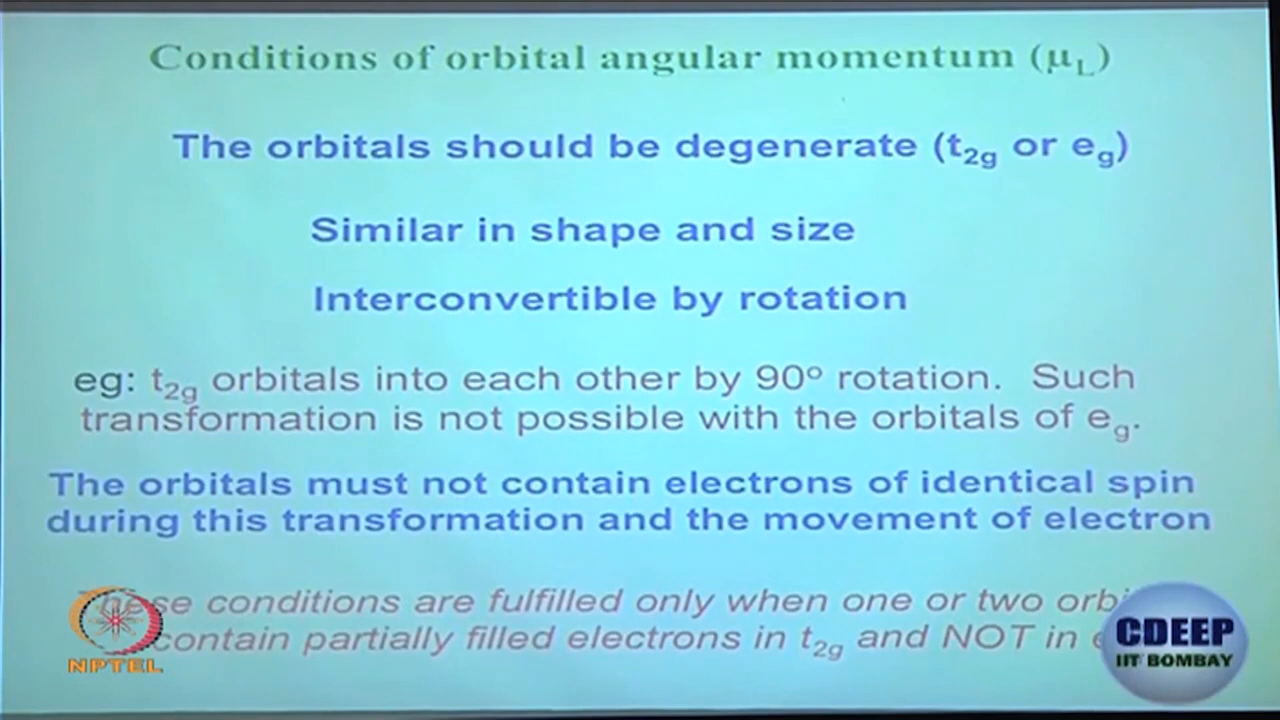 Conditions of orbital angular momentum (μL)
The orbitals should be degenerate (t2g or eg)
Similar in shape and size
Interconvertible by rotation
eg: t2g orbitals into each other by 90º rotation. Such
transformation is not possible with the orbitals of eg.
The orbitals must not contain electrons of identical spin
during this transformation and the movement of electron
conditions are fulfilled only when one or two
contain partially filled electrons in t2g and NOT in
NPTEL
CDEEP
IIT BOMBAY